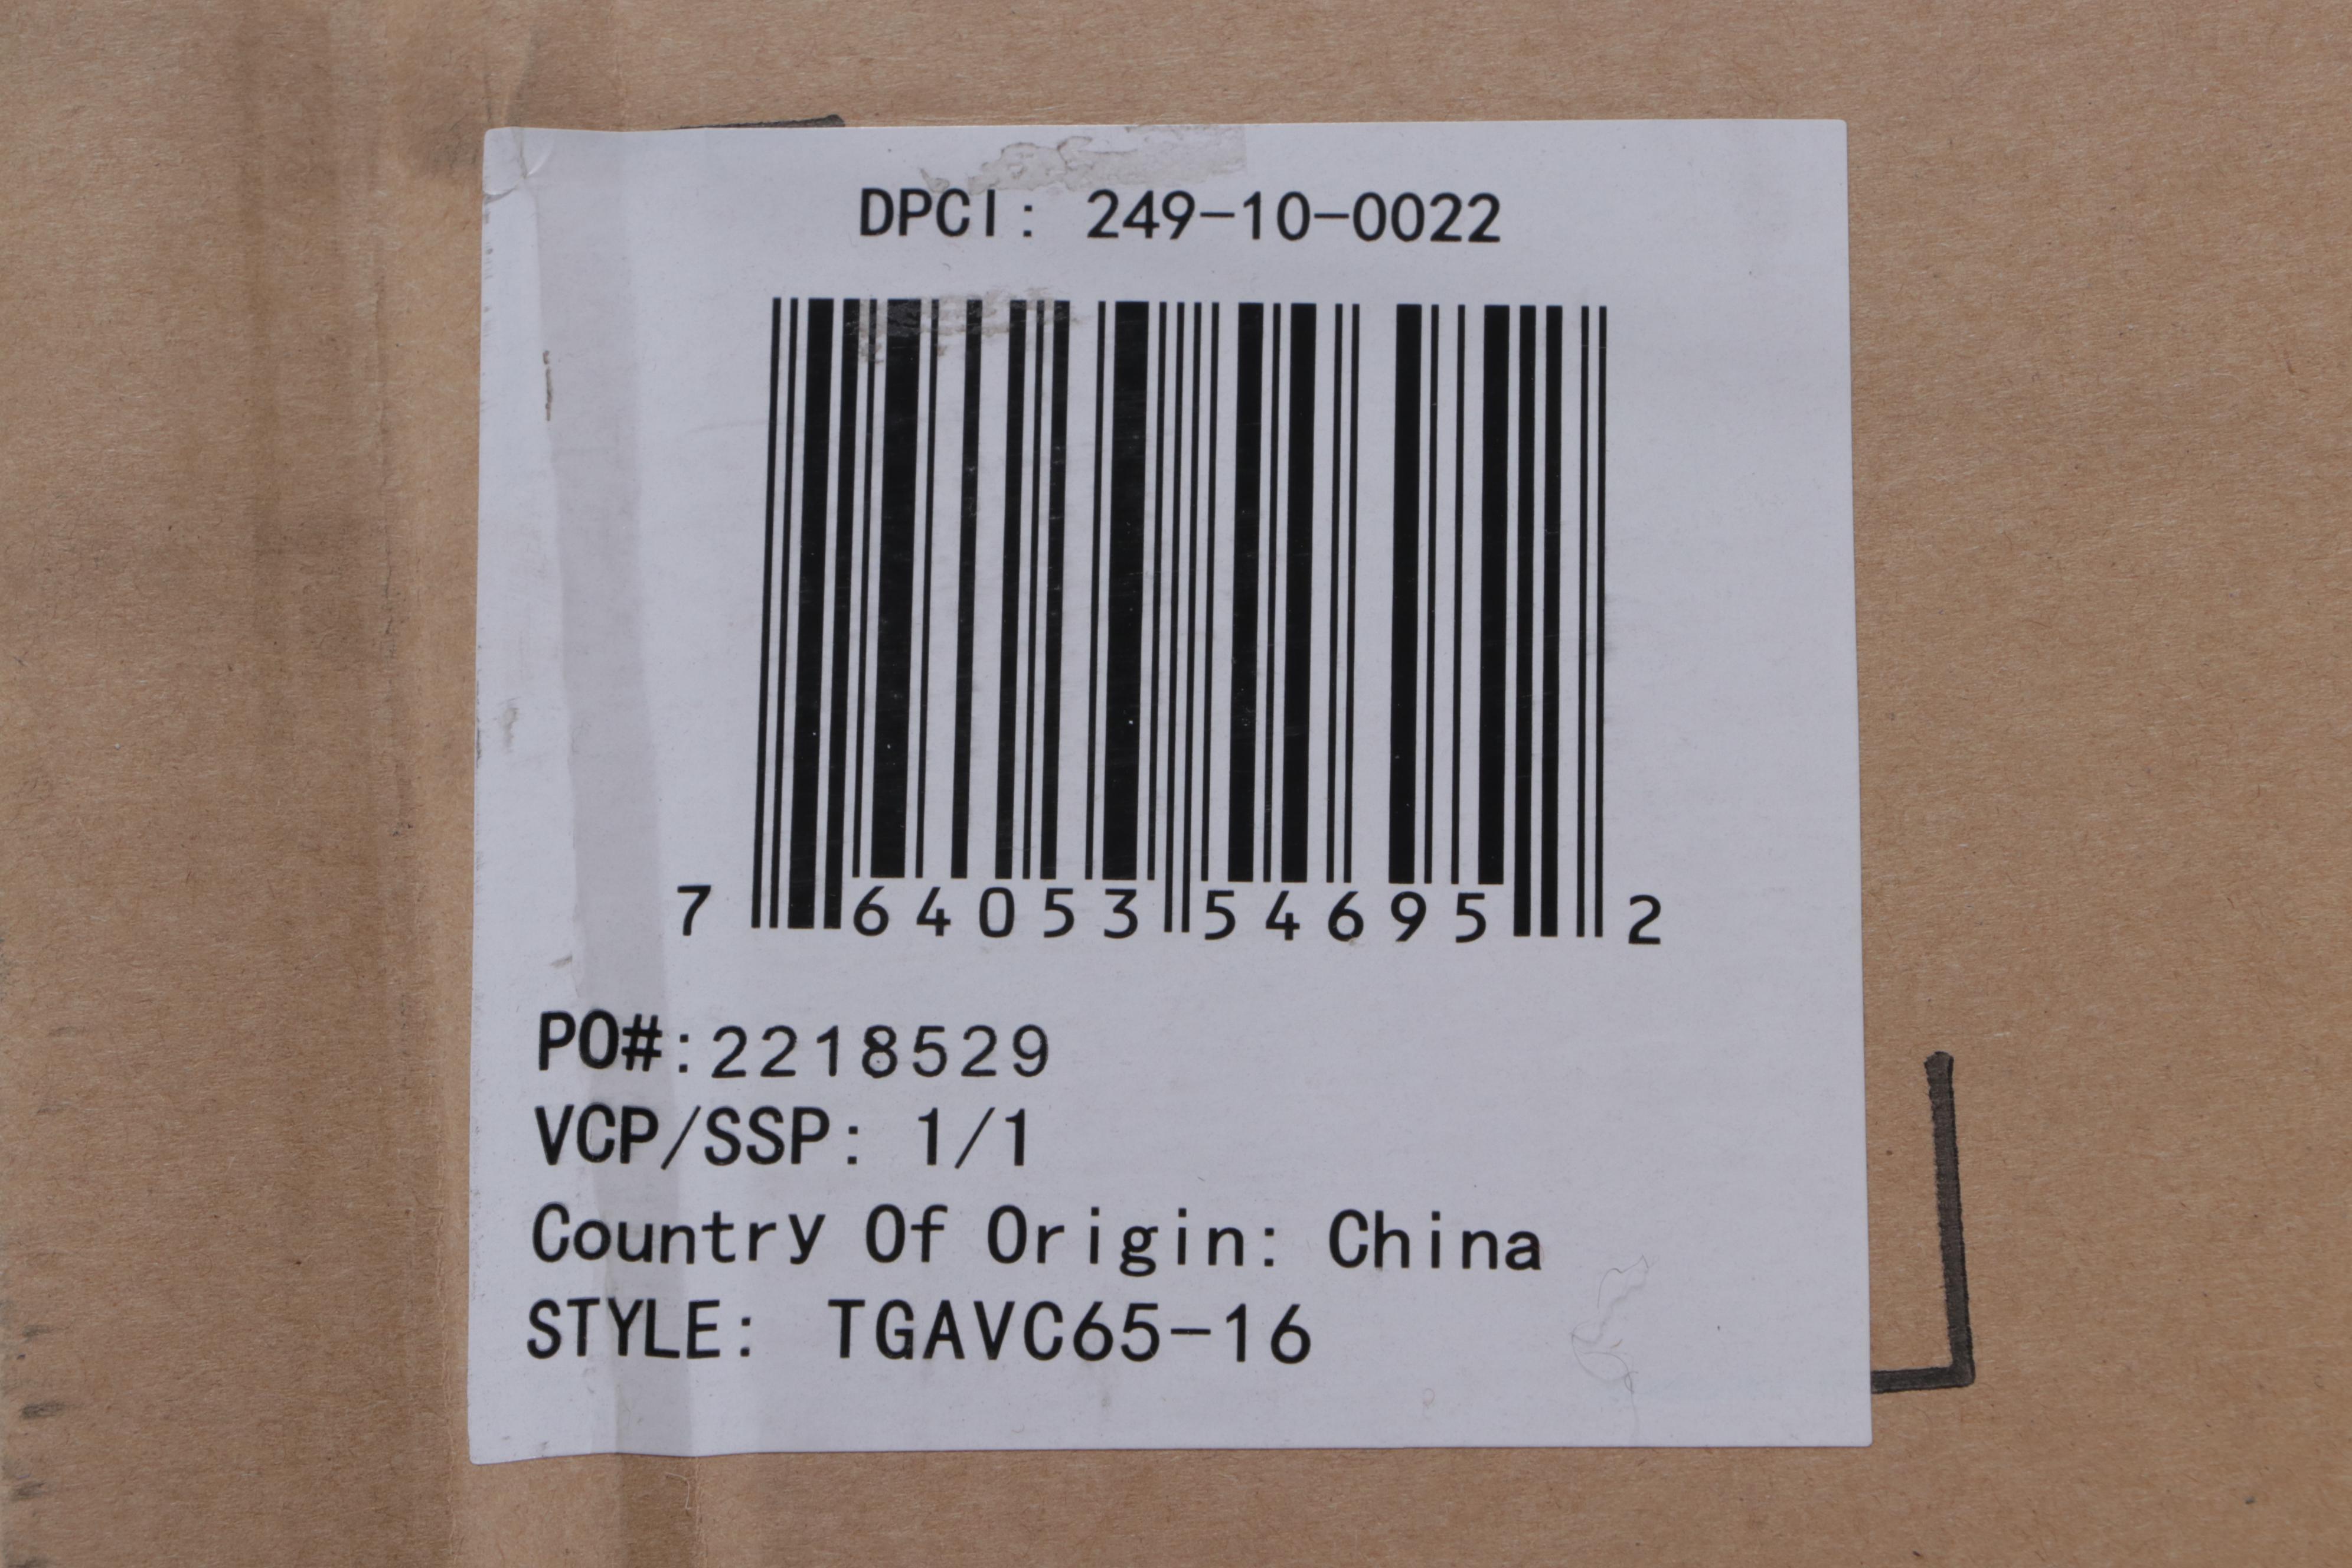 DPCI: 249-10-0022
7 64053 54695 2
PO#:2218529
VCP/SSP: 1/1
Country Of Origin: China
STYLE: TGAVC65-16